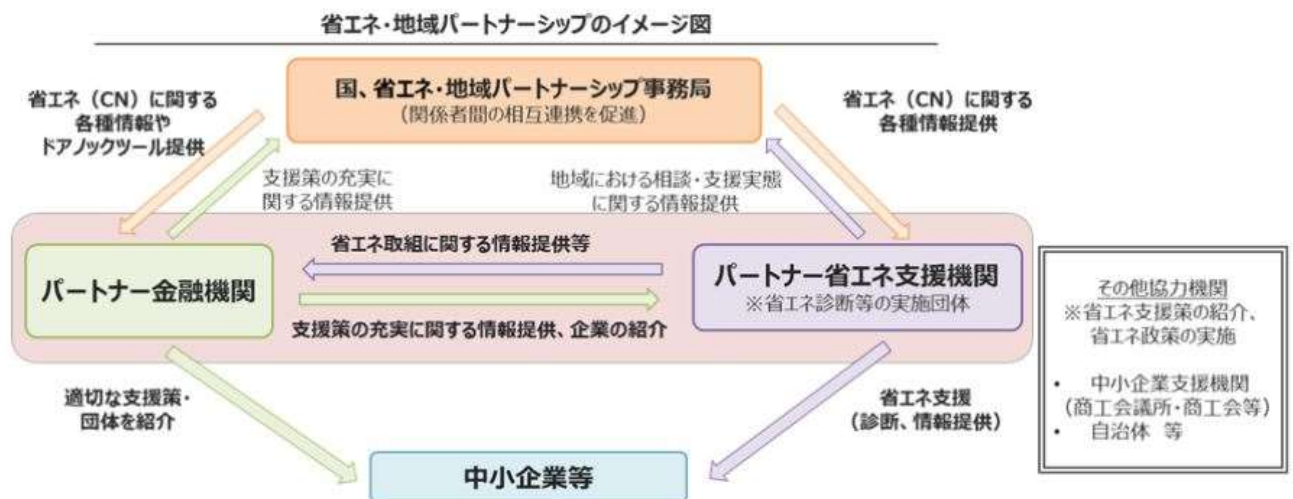 省エネ・地域パートナーシップのイメージ図
国、省エネ・地域パートナーシップ事務局
（関係者間の相互連携を促進）
省エネ（CN）に関する
各種情報や
ドアノックツール提供
省エネ（CN）に関する
各種情報提供
支援策の充実に
関する情報提供
地域における相談・支援実態
に関する情報提供
パートナー金融機関
省エネ取組に関する情報提供等
支援策の充実に関する情報提供、企業の紹介
パートナー省エネ支援機関
※省エネ診断等の実施団体
適切な支援策・
団体を紹介
省エネ支援
（診断、情報提供）
中小企業等
その他協力機関
※省エネ支援策の紹介、
省エネ政策の実施
• 中小企業支援機関
（商工会議所・商工会等）
• 自治体 等